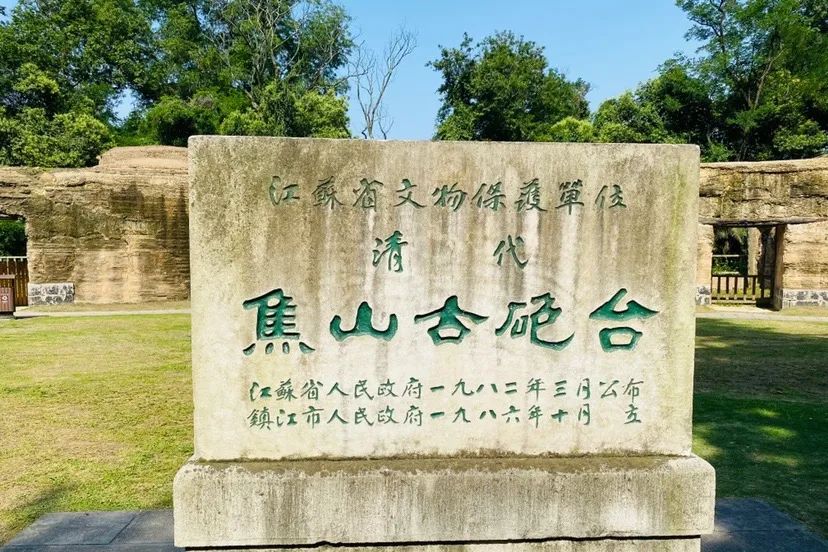 江蘇省文物保護單位
清代
焦山古砲台
江蘇省人民政府一九八二年三月公布
鎮江市人民政府一九八六年十月立